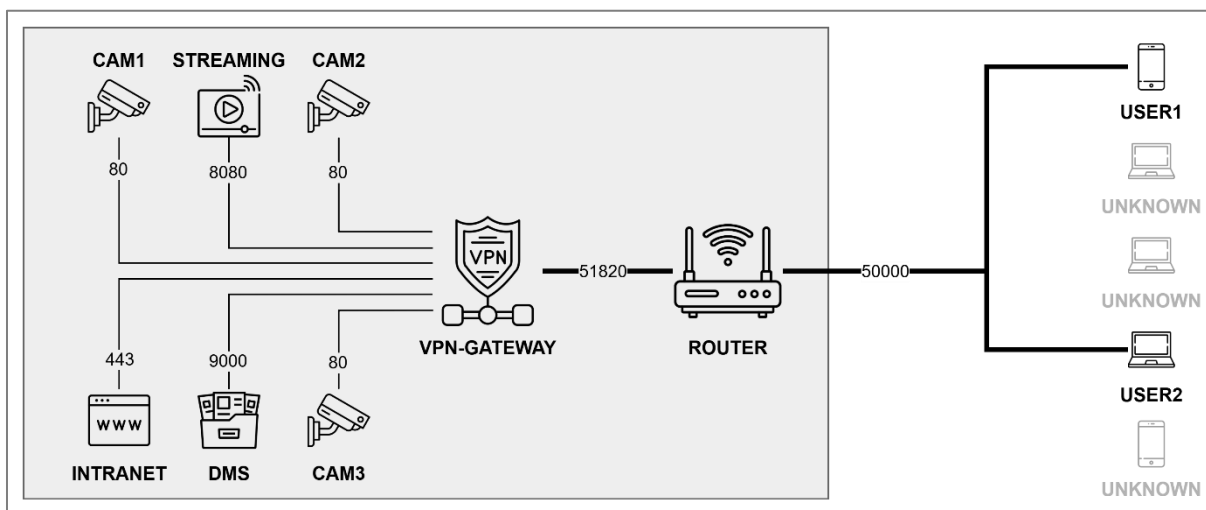 CAM1
STREAMING
CAM2
80
8080
80
VPN
51820
50000
VPN-GATEWAY
ROUTER
443
9000
80
WWW
INTRANET
DMS
CAM3
USER1
UNKNOWN
UNKNOWN
USER2
UNKNOWN